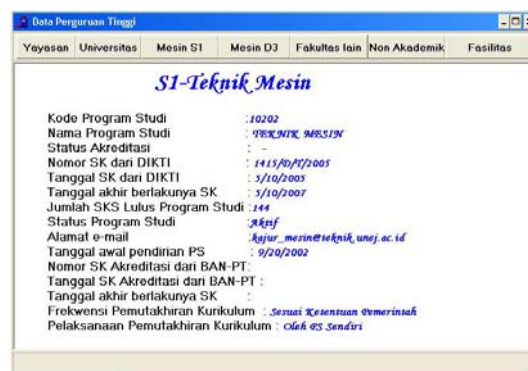 Data Perguruan Tinggi
Yayasan Universitas Mesin S1 Mesin D3 Fakultas lain Non Akademik Fasilitas
S1-Teknik Mesin
Kode Program Studi :10202
Nama Program Studi : TEKNIK MESIN
Status Akreditasi : -
Nomor SK dari DIKTI : 1415/D/T/2005
Tanggal SK dari DIKTI : 5/10/2005
Tanggal akhir berlakunya SK : 5/10/2007
Jumlah SKS Lulus Program Studi :144
Status Program Studi :Aktif
Alamat e-mail :kajur_mesin@teknik.unej.ac.id
Tanggal awal pendirian PS : 9/20/2002
Nomor SK Akreditasi dari BAN-PT:
Tanggal SK Akreditasi dari BAN-PT :
Tanggal akhir berlakunya SK :
Frekwensi Pemutakhiran Kurikulum : Sesuai Ketentuan Pemerintah
Pelaksanaan Pemutakhiran Kurikulum : Oleh PS Sendiri